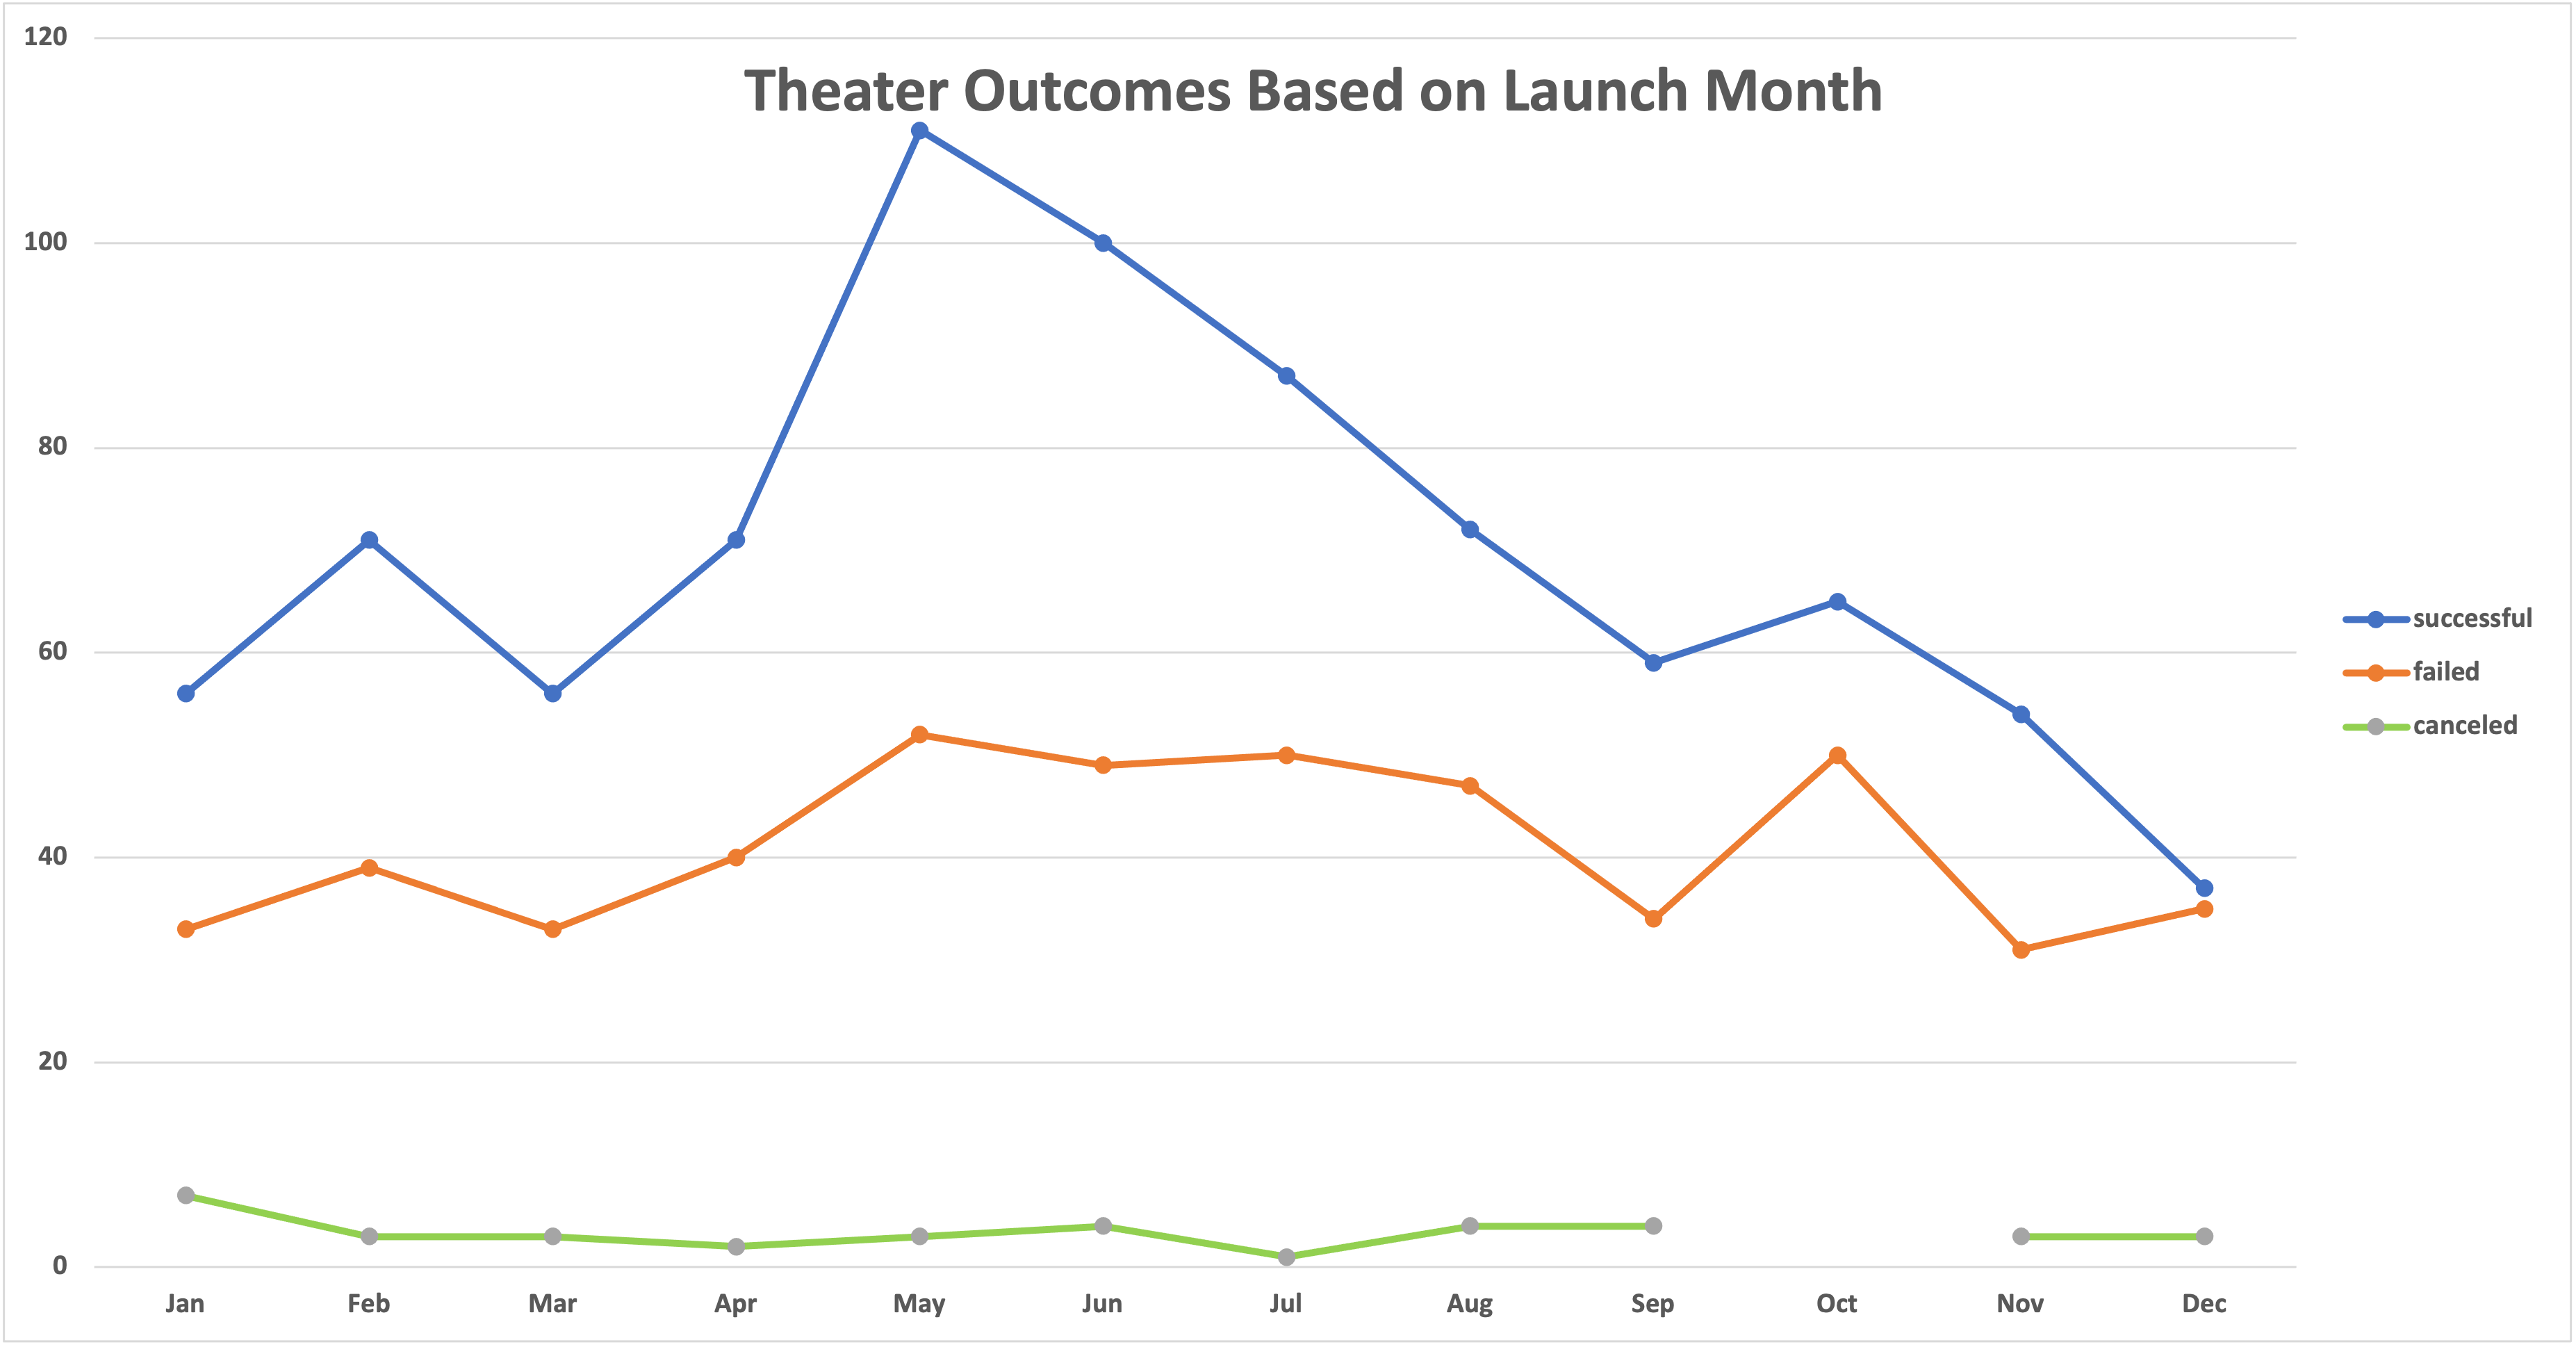 Theater Outcomes Based on Launch Month
120
100
80
60
40
20
0
Jan Feb Mar Apr May Jun Jul Aug Sep Oct Nov Dec
successful
failed
canceled